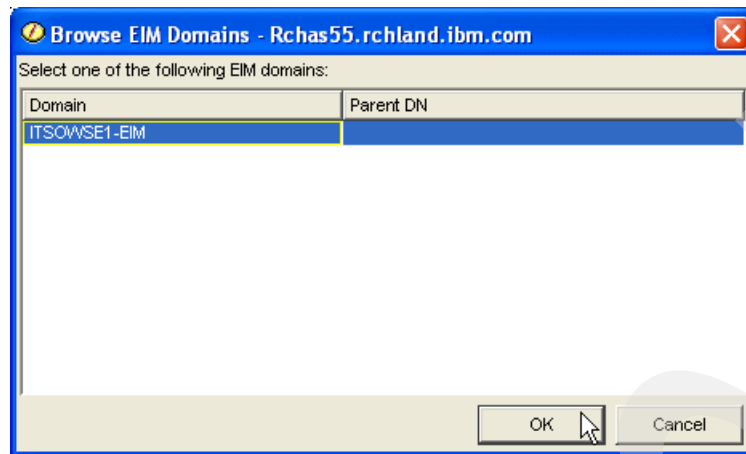 Browse EIM Domains - Rchas55.rchland.ibm.com
Select one of the following EIM domains:
Domain Parent DN
ITSOWSE1-EIM
OK Cancel